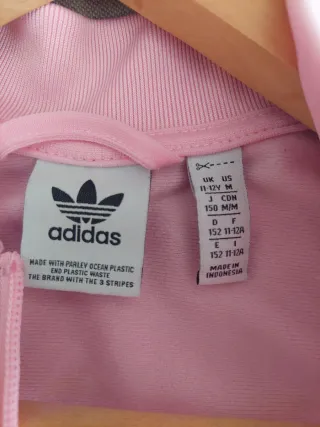 adidas
MADE WITH PARLEY OCEAN PLASTIC
END PLASTIC WASTE
THE BRAND WITH THE 3 STRIPES
UK US
11-12Y M
J CDN
150 M/M
D F
152 11-12A
E I
152 11-12A
MADE IN
INDONESIA